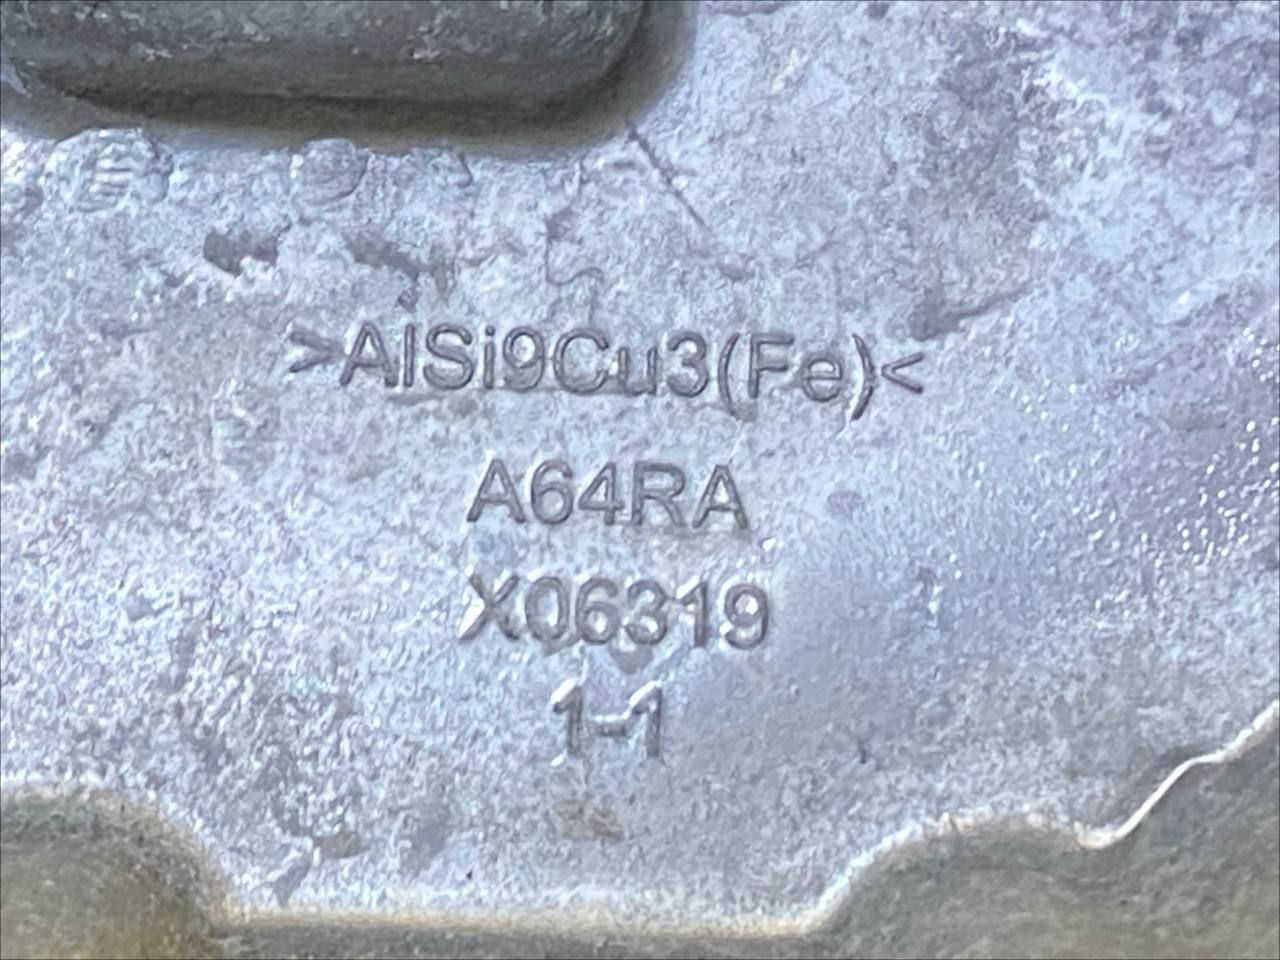 >AlSi9Cu3(Fe)<
A64RA
X06319
1-1